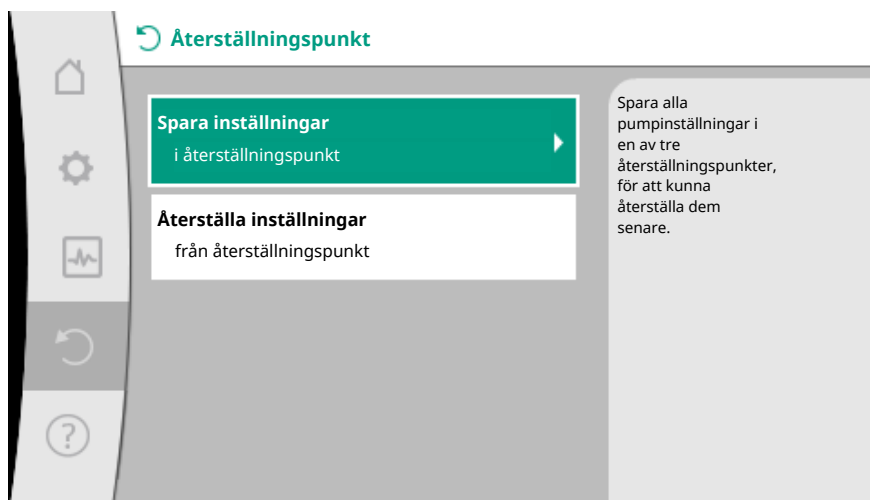 Återställningspunkt
Spara inställningar
i återställningspunkt
Återställa inställningar
från återställningspunkt
Spara alla
pumpinställningar i
en av tre
återställningspunkter,
för att kunna
återställa dem
senare.
?